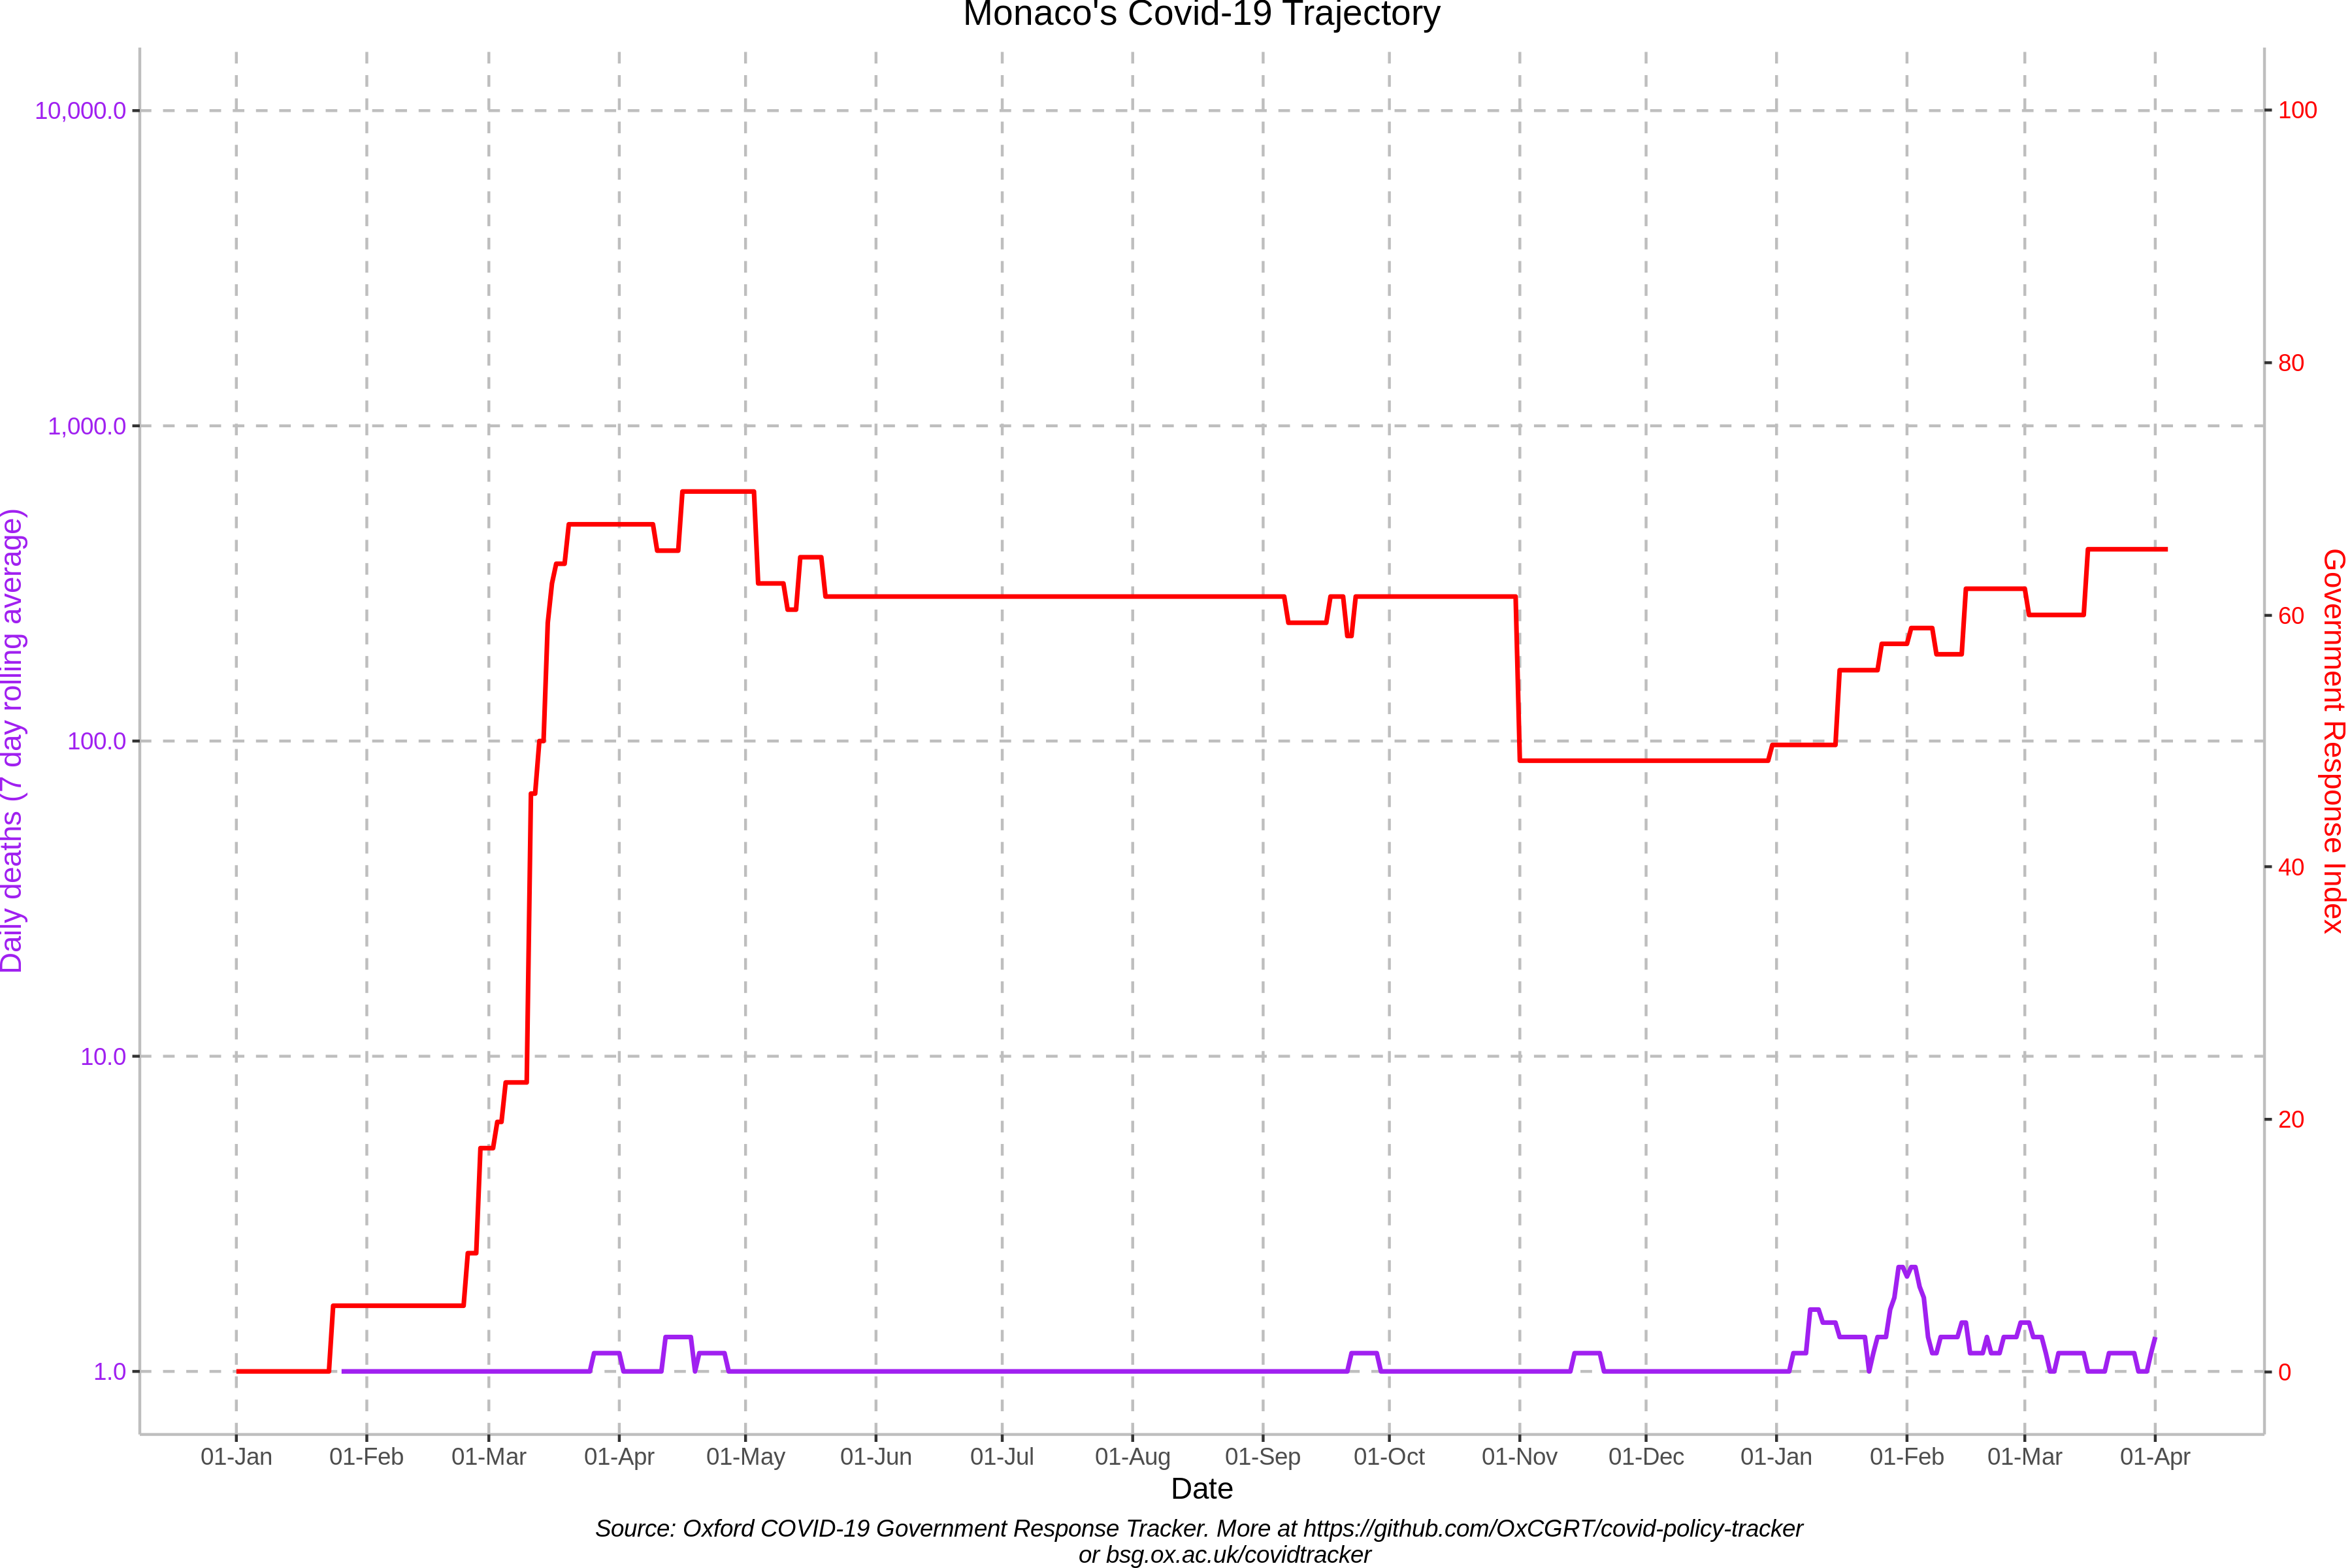 Monaco's Covid-19 Trajectory
10,000.0
1,000.0
100.0
10.0
1.0
Daily deaths (7 day rolling average)
100
80
60
40
20
0
Government Response Index
01-Jan 01-Feb 01-Mar 01-Apr 01-May 01-Jun 01-Jul 01-Aug 01-Sep 01-Oct 01-Nov 01-Dec 01-Jan 01-Feb 01-Mar 01-Apr
Date
Source: Oxford COVID-19 Government Response Tracker. More at https://github.com/OxCGRT/covid-policy-tracker
or bsg.ox.ac.uk/covidtracker